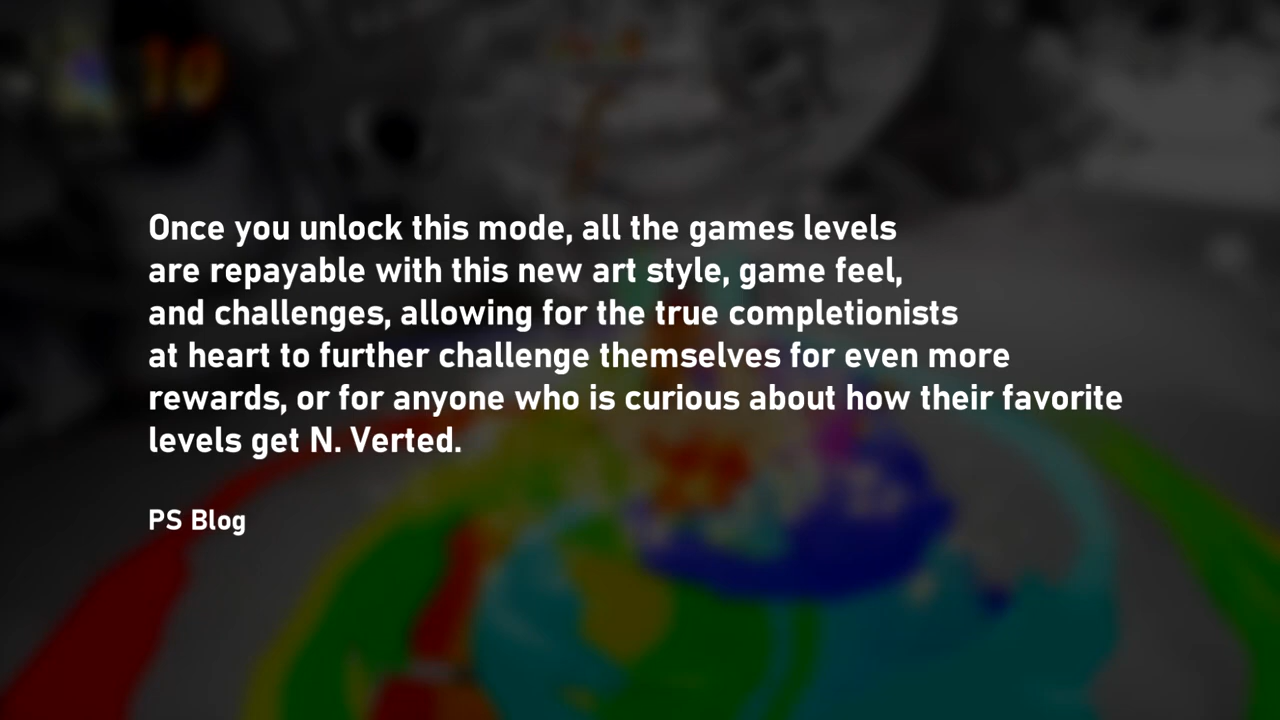 10
Once you unlock this mode, all the games levels
are repayable with this new art style, game feel,
and challenges, allowing for the true completionists
at heart to further challenge themselves for even more
rewards, or for anyone who is curious about how their favorite
levels get N. Verted.
PS Blog